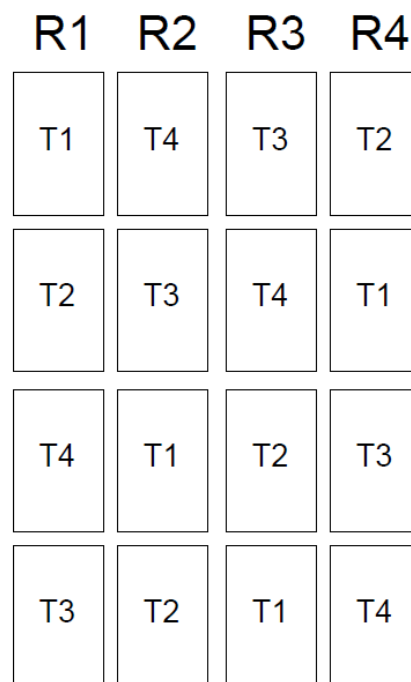 R1 R2 R3 R4
T1 T4 T3 T2
T2 T3 T4 T1
T4 T1 T2 T3
T3 T2 T1 T4